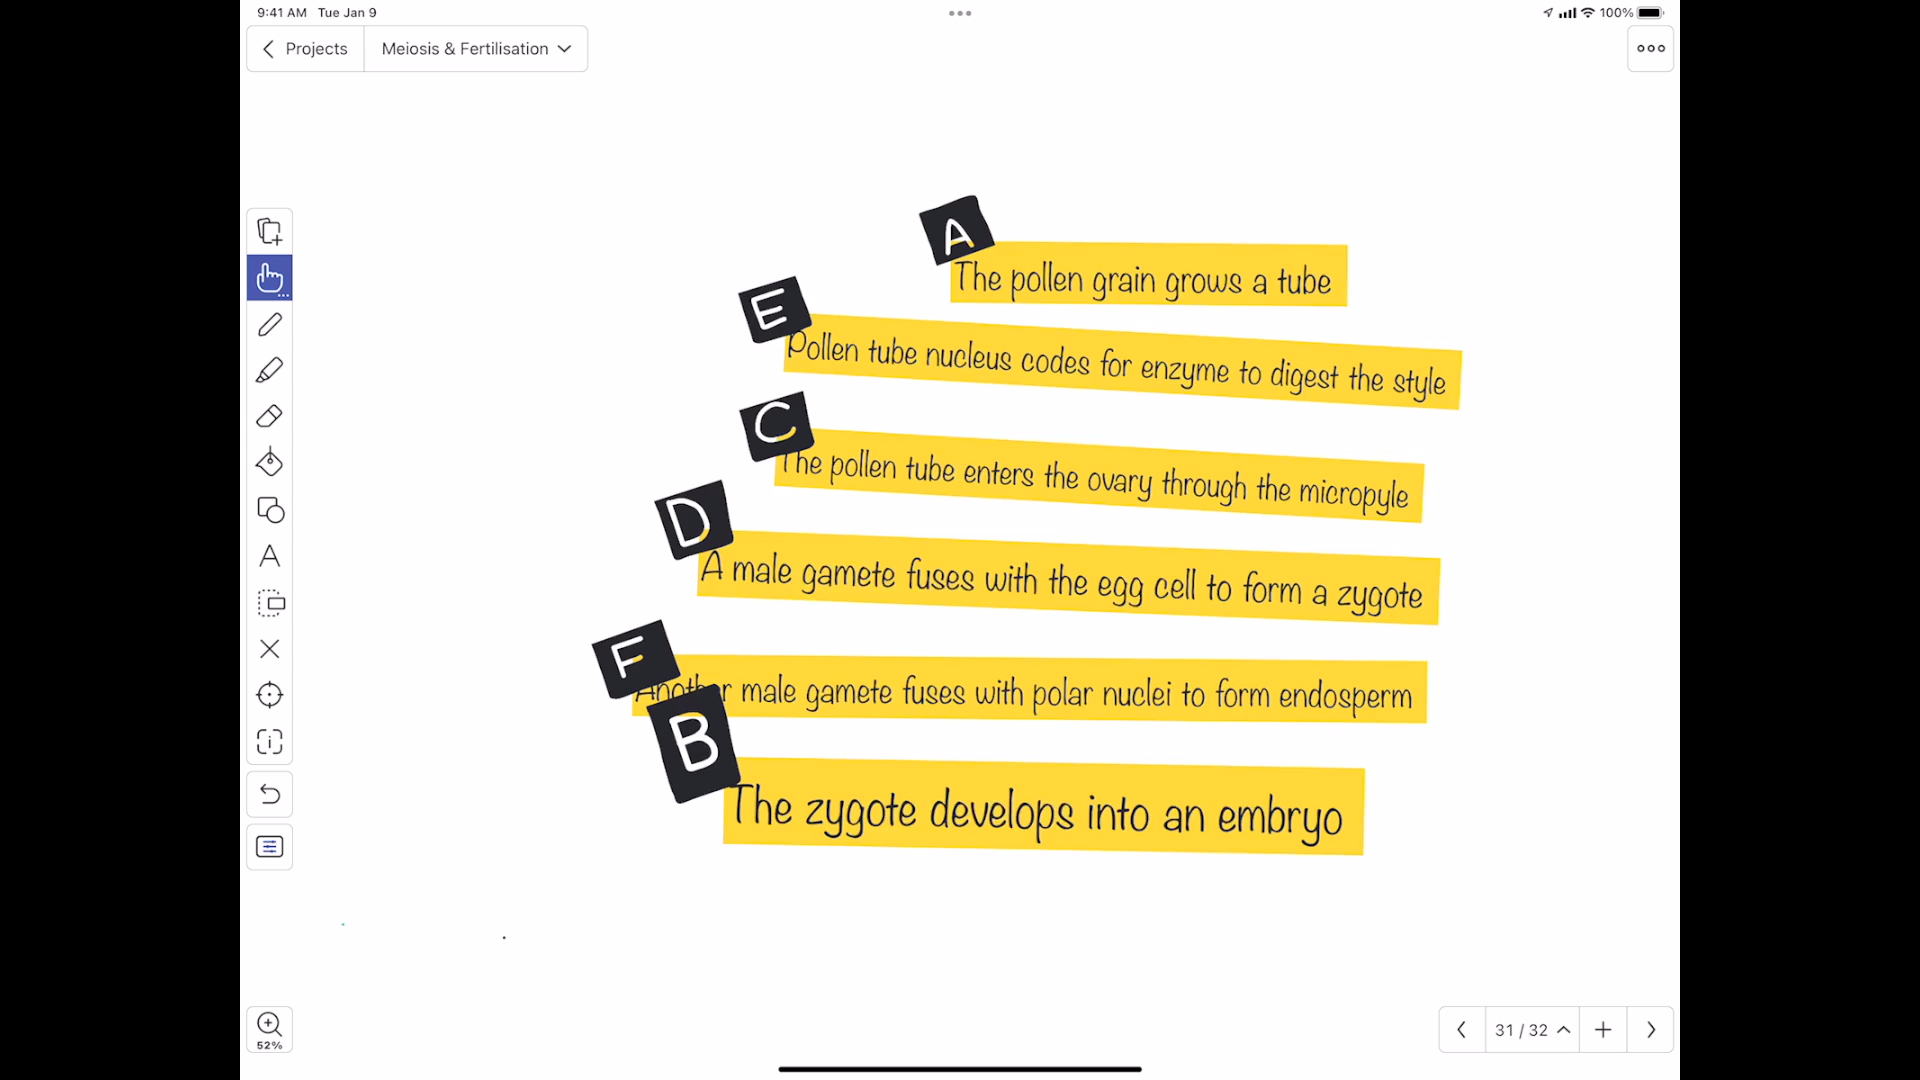 9:41 AM Tue Jan 9
100%
Projects
Meiosis & Fertilisation
A
The pollen grain grows a tube
E
Pollen tube nucleus codes for enzyme to digest the style
C
The pollen tube enters the ovary through the micropyle
D
A male gamete fuses with the egg cell to form a zygote
F
Another male gamete fuses with polar nuclei to form endosperm
B
The zygote develops into an embryo
52%
31 / 32